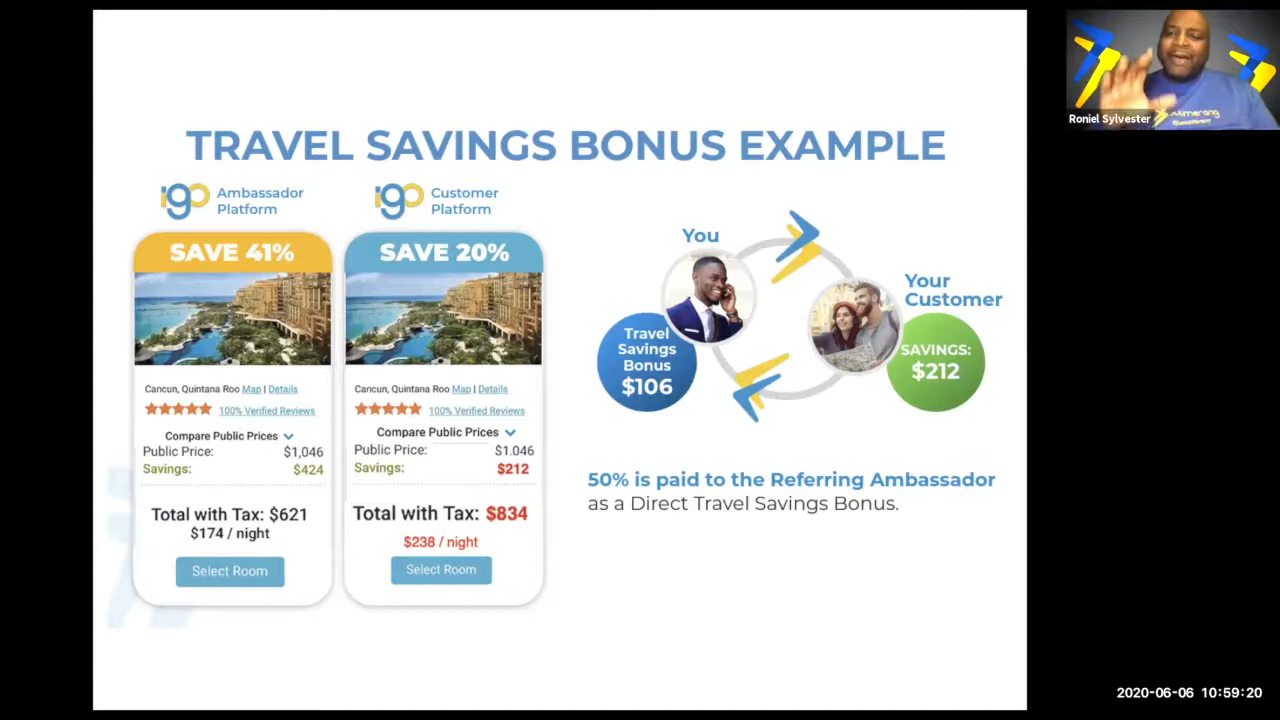 TRAVEL SAVINGS BONUS EXAMPLE
igo Ambassador Platform
igo Customer Platform
SAVE 41%
Cancun, Quintana Roo Map | Details
100% Verified Reviews
Compare Public Prices
Public Price: $1,046
Savings: $424
Total with Tax: $621
$174 / night
Select Room
SAVE 20%
Cancun, Quintana Roo Map | Details
100% Verified Reviews
Compare Public Prices
Public Price: $1.046
Savings: $212
Total with Tax: $834
$238 / night
Select Room
You
Travel
Savings
Bonus
$106
Your
Customer
SAVINGS:
$212
50% is paid to the Referring Ambassador
as a Direct Travel Savings Bonus.
Roniel Sylvester
2020-06-06 10:59:20